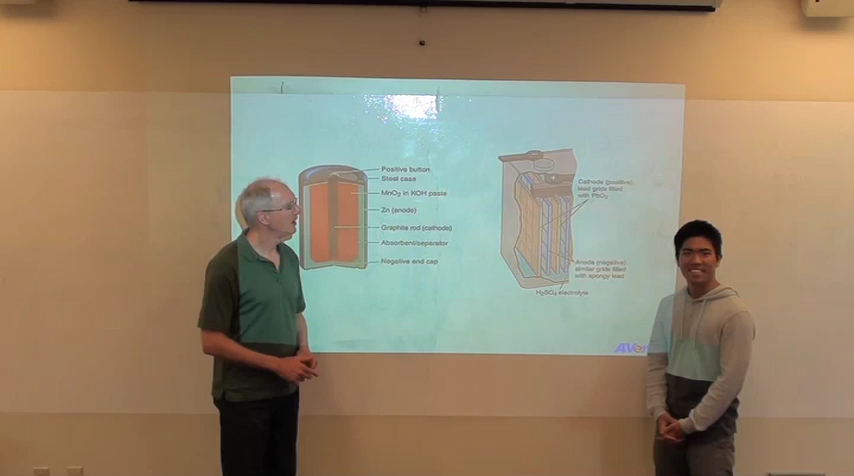 Positive button
Steel case
MnO₂ in KOH paste
Zn (anode)
Graphite rod (cathode)
Absorbent/separator
Negative end cap
Cathode (positive)
lead grids filled
with PbO₂
Anode (negative)
similar grids filled
with spongy lead
H₂SO₄ electrolyte